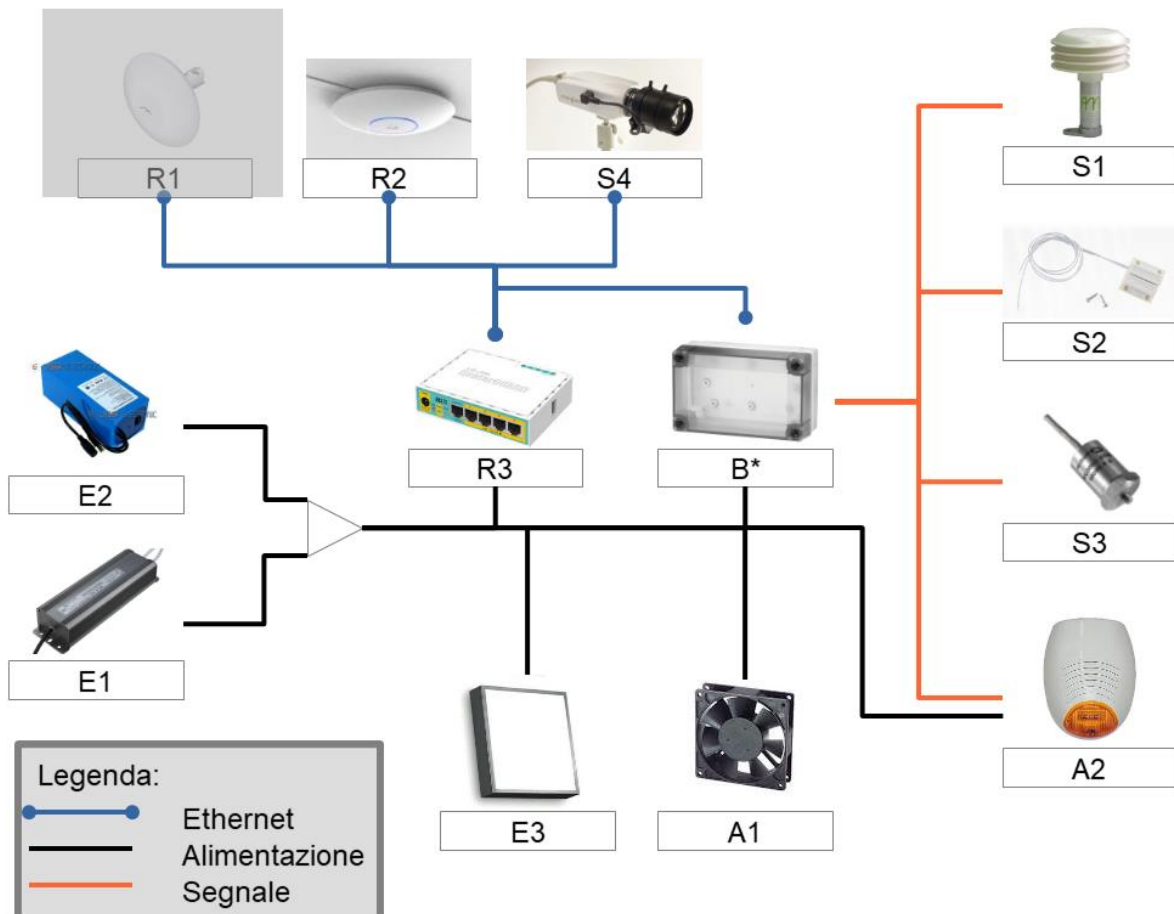 R1
R2
S4
S1
S2
E2
R3
B*
S3
E1
E3
A1
A2
Legenda:
Ethernet
Alimentazione
Segnale